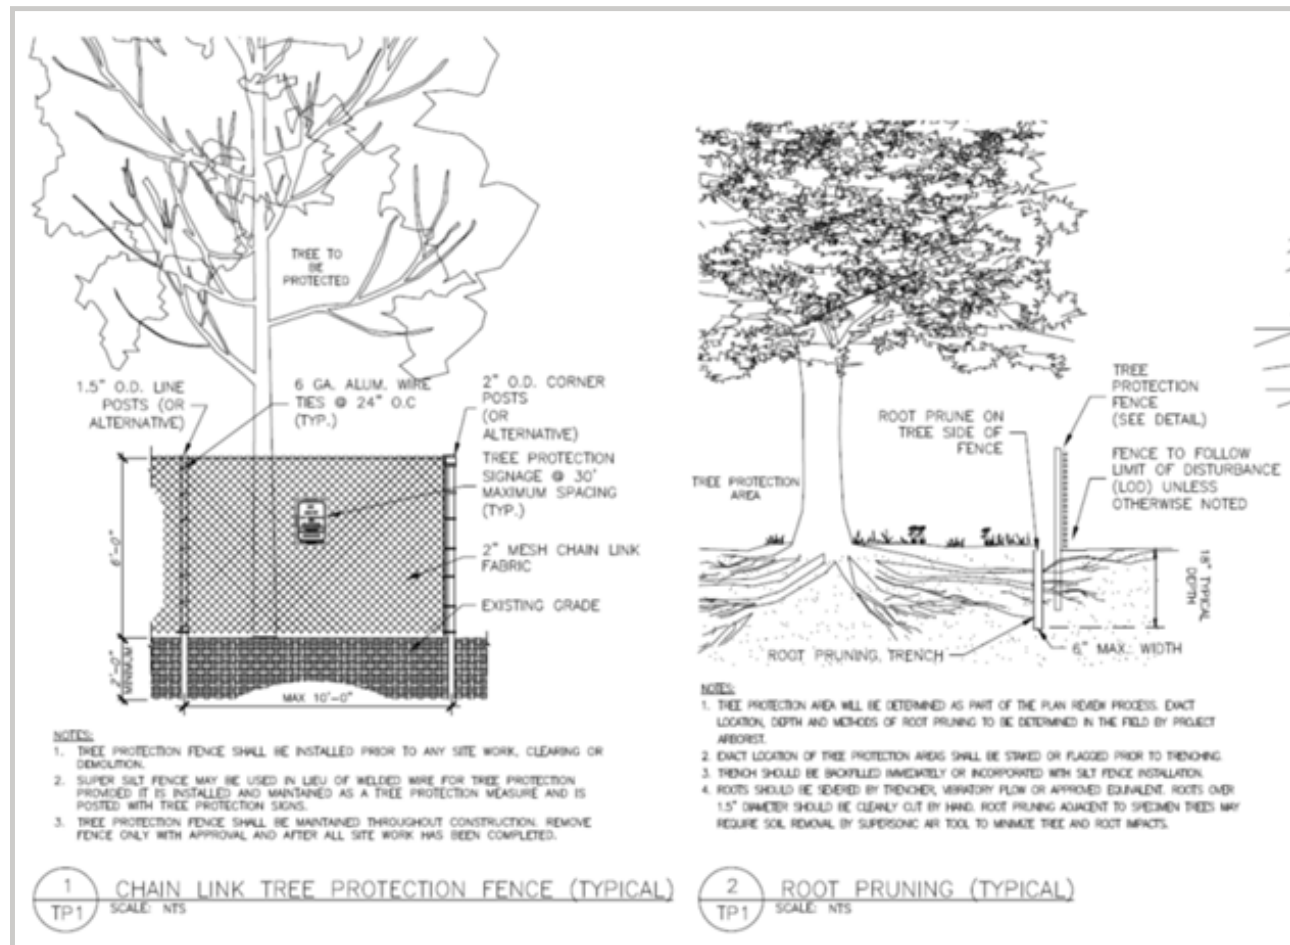 TREE TO
BE
PROTECTED
1.5" O.D. LINE
POSTS (OR
ALTERNATIVE)
6 GA. ALUM. WIRE
TIES @ 24" O.C
(TYP.)
2" O.D. CORNER
POSTS
(OR
ALTERNATIVE)
TREE PROTECTION
SIGNAGE @ 30'
MAXIMUM SPACING
(TYP.)
2" MESH CHAIN LINK
FABRIC
EXISTING GRADE
6'-0"
2'-0"
MINIMUM
MAX 10'-0"
NOTES:
1. TREE PROTECTION FENCE SHALL BE INSTALLED PRIOR TO ANY SITE WORK, CLEARING OR
DEMOLITION.
2. SUPER SILT FENCE MAY BE USED IN LIEU OF WELDED WIRE FOR TREE PROTECTION
PROVIDED IT IS INSTALLED AND MAINTAINED AS A TREE PROTECTION MEASURE AND IS
POSTED WITH TREE PROTECTION SIGNS.
3. TREE PROTECTION FENCE SHALL BE MAINTAINED THROUGHOUT CONSTRUCTION. REMOVE
FENCE ONLY WITH APPROVAL AND AFTER ALL SITE WORK HAS BEEN COMPLETED.
1
TP1
CHAIN LINK TREE PROTECTION FENCE (TYPICAL)
SCALE: NTS
TREE
PROTECTION
FENCE
(SEE DETAIL)
ROOT PRUNE ON
TREE SIDE OF
FENCE
FENCE TO FOLLOW
LIMIT OF DISTURBANCE
(LOD) UNLESS
OTHERWISE NOTED
TREE PROTECTION
AREA
18" TYPICAL
DEPTH
ROOT PRUNING TRENCH
6" MAX. WIDTH
NOTES:
1. TREE PROTECTION AREA WILL BE DETERMINED AS PART OF THE PLAN REVIEW PROCESS. EXACT
LOCATION, DEPTH AND METHODS OF ROOT PRUNING TO BE DETERMINED IN THE FIELD BY PROJECT
ARBORIST.
2. EXACT LOCATION OF TREE PROTECTION AREAS SHALL BE STAKED OR FLAGGED PRIOR TO TRENCHING.
3. TRENCH SHOULD BE BACKFILLED IMMEDIATELY OR INCORPORATED WITH SILT FENCE INSTALLATION.
4. ROOTS SHOULD BE SEVERED BY TRENCHER, VIBRATORY PLOW OR APPROVED EQUIVALENT. ROOTS OVER
1.5" DIAMETER SHOULD BE CLEANLY CUT BY HAND. ROOT PRUNING ADJACENT TO SPECIMEN TREES MAY
REQUIRE SOIL REMOVAL BY SUPERSONIC AIR TOOL TO MINIMIZE TREE AND ROOT IMPACTS.
2
TP1
ROOT PRUNING (TYPICAL)
SCALE: NTS